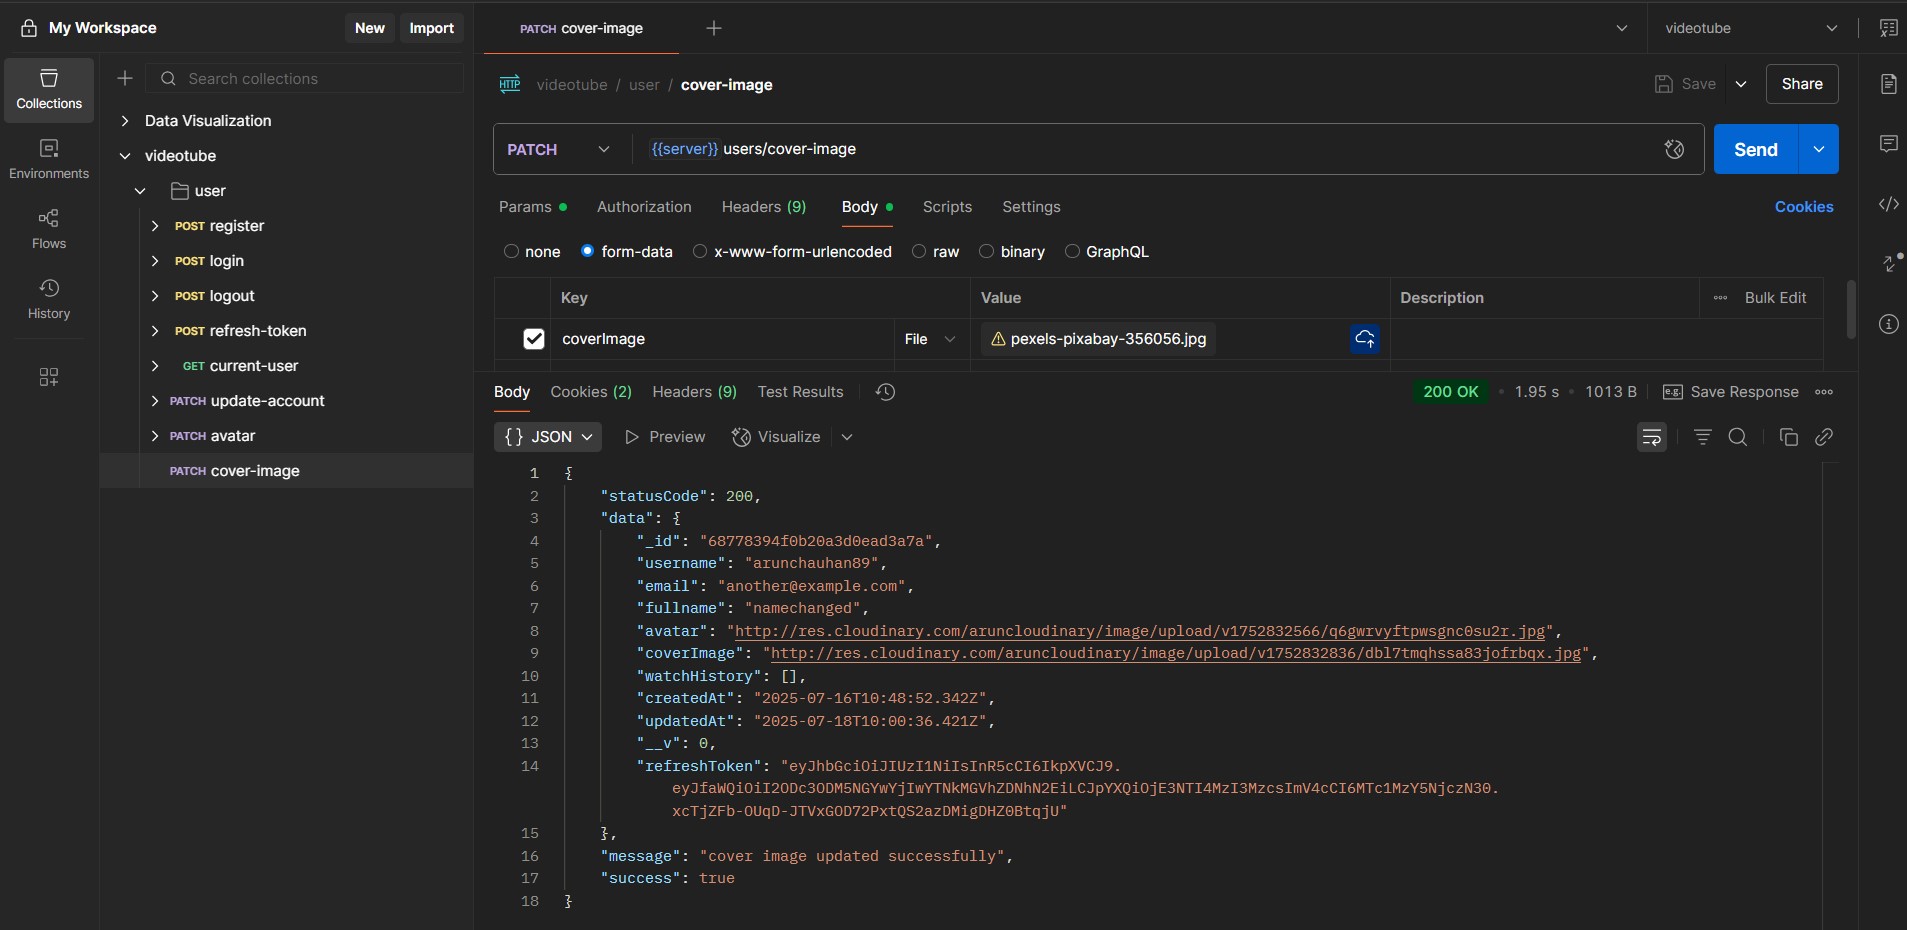 My Workspace
New
Import
PATCH cover-image
videotube
Collections
Environments
Flows
History
Search collections
Data Visualization
videotube
user
POST register
POST login
POST logout
POST refresh-token
GET current-user
PATCH update-account
PATCH avatar
PATCH cover-image
HTTP videotube / user / cover-image
Save
Share
PATCH
{{server}} users/cover-image
Send
Params
Authorization
Headers (9)
Body
Scripts
Settings
Cookies
none
form-data
x-www-form-urlencoded
raw
binary
GraphQL
Key
Value
Description
Bulk Edit
coverImage
File
pexels-pixabay-356056.jpg
Body
Cookies (2)
Headers (9)
Test Results
200 OK
1.95 s
1013 B
e.g. Save Response
{} JSON
Preview
Visualize
1 {
2 "statusCode": 200,
3 "data": {
4 "_id": "68778394f0b20a3d0ead3a7a",
5 "username": "arunchauhan89",
6 "email": "another@example.com",
7 "fullname": "namechanged",
8 "avatar": "http://res.cloudinary.com/aruncloudinary/image/upload/v1752832566/q6gwrvyftpwsgnc0su2r.jpg",
9 "coverImage": "http://res.cloudinary.com/aruncloudinary/image/upload/v1752832836/dbl7tmqhssa83jofrbqx.jpg",
10 "watchHistory": [],
11 "createdAt": "2025-07-16T10:48:52.342Z",
12 "updatedAt": "2025-07-18T10:00:36.421Z",
13 "__v": 0,
14 "refreshToken": "eyJhbGciOiJIUzI1NiIsInR5cCI6IkpXVCJ9.
eyJfaWQiOiI2ODc3ODM5NGYwYjIwYTNkMGVhZDNhN2EiLCJpYXQiOjE3NTI4MzI3MzcsImV4cCI6MTc1MzY5NjczN30.
xcTjZFb-OUqD-JTVxGOD72PxtQS2azDMigDHZ0BtqjU"
15 },
16 "message": "cover image updated successfully",
17 "success": true
18 }